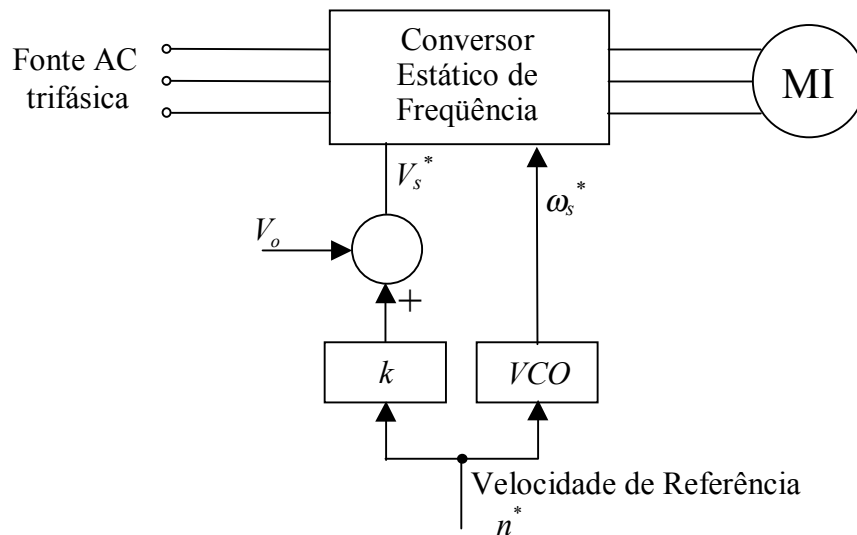 Fonte AC
trifásica
Conversor
Estático de
Freqüência
MI
V_s^*
ω_s^*
V_o
+
k
VCO
Velocidade de Referência
n^*